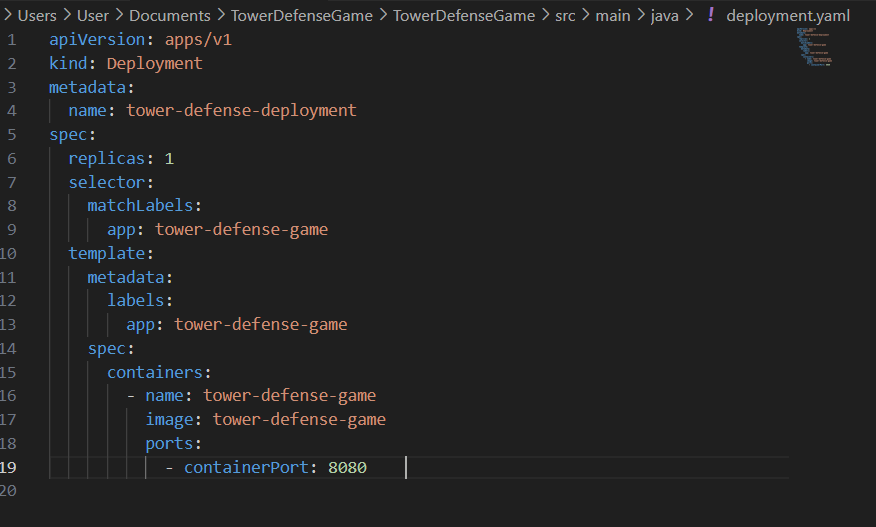 > Users > User > Documents > TowerDefenseGame > TowerDefenseGame > src > main > java > ! deployment.yaml
1 apiVersion: apps/v1
2 kind: Deployment
3 metadata:
4   name: tower-defense-deployment
5 spec:
6   replicas: 1
7   selector:
8     matchLabels:
9       app: tower-defense-game
10   template:
11     metadata:
12       labels:
13         app: tower-defense-game
14     spec:
15       containers:
16         - name: tower-defense-game
17           image: tower-defense-game
18           ports:
19             - containerPort: 8080
20